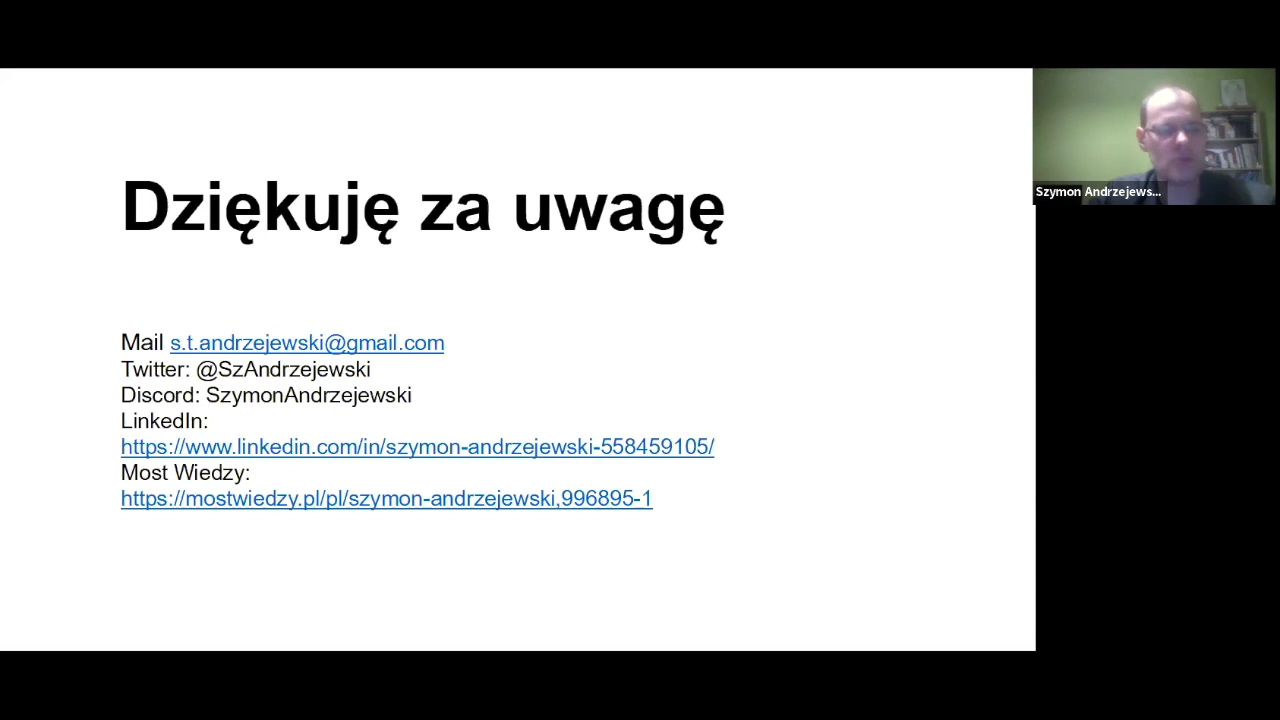 Dziękuję za uwagę
Mail s.t.andrzejewski@gmail.com
Twitter: @SzAndrzejewski
Discord: SzymonAndrzejewski
LinkedIn:
https://www.linkedin.com/in/szymon-andrzejewski-558459105/
Most Wiedzy:
https://mostwiedzy.pl/pl/szymon-andrzejewski,996895-1
Szymon Andrzejews...